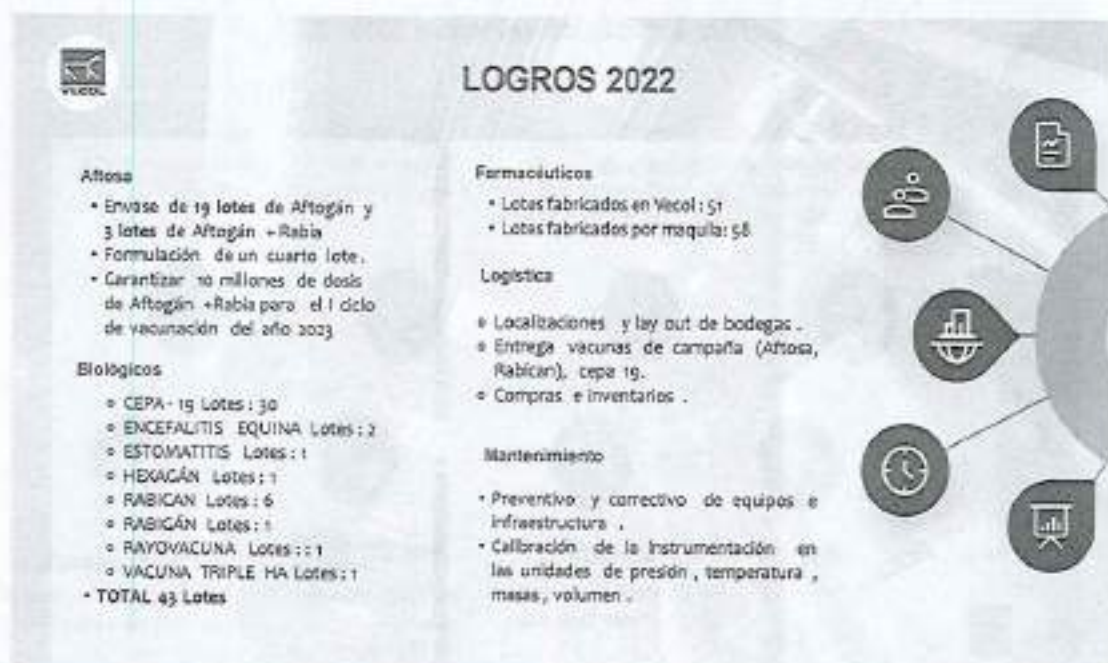 VECOL
LOGROS 2022
Aftosa
• Envase de 19 lotes de Aftogán y
3 lotes de Aftogán +Rabia
• Formulación de un cuarto lote.
• Garantizar 10 millones de dosis
de Aftogán +Rabia para el I ciclo
de vacunación del año 2023
Biológicos
o CEPA- 19 Lotes: 30
o ENCEFALITIS EQUINA Lotes: 2
o ESTOMATITIS Lotes: 1
o HEXAGÁN Lotes: 1
o RABICAN Lotes: 6
o RABIGÁN Lotes: 1
o RAYOVACUNA Lotes:: 1
o VACUNA TRIPLE HA Lotes: 1
• TOTAL 43 Lotes
Farmacéuticos
• Lotes fabricados en Vecol: 51
• Lotes fabricados por maquila: 58
Logística
o Localizaciones y lay out de bodegas.
o Entrega vacunas de campaña (Aftosa,
Rabican), cepa 19.
o Compras e inventarios.
Mantenimiento
• Preventivo y correctivo de equipos e
infraestructura.
• Calibración de la instrumentación en
las unidades de presión, temperatura,
masas, volumen.